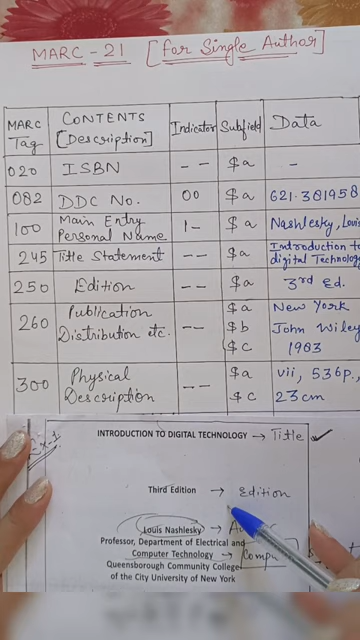 MARC - 21 [For Single Author]
MARC Tag | CONTENTS [Description] | Indicator | Subfield | Data
020 | ISBN | -- | $a | -
082 | DDC No. | 00 | $a | 621.381958
100 | Main Entry Personal Name | 1- | $a | Nashlesky, Louis
245 | Title Statement | -- | $a | Introduction to digital Technology
250 | Edition | -- | $a | 3rd Ed.
260 | Publication Distribution etc. | -- | $a | New York
$b | John Wiley
$c | 1983
300 | Physical Description | -- | $a | vii, 536p.,
$c | 23cm
Ex-1
INTRODUCTION TO DIGITAL TECHNOLOGY → Title
Third Edition → Edition
Louis Nashlesky →
Professor, Department of Electrical and
Computer Technology →
Queensborough Community College
of the City University of New York